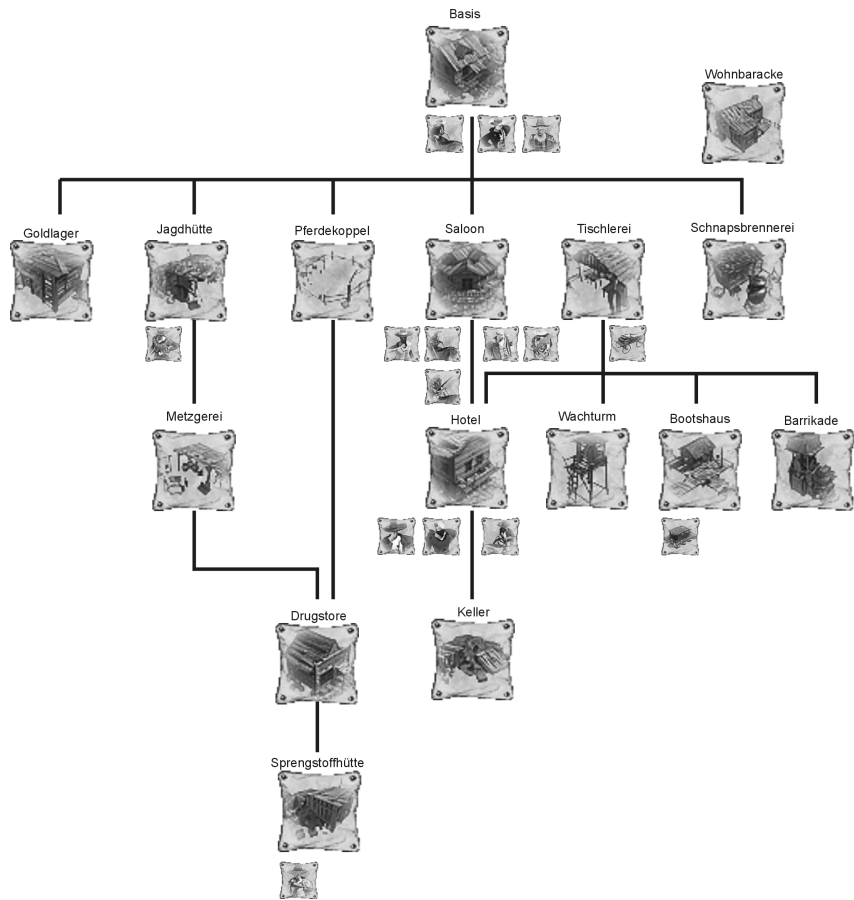 Basis
Wohnbaracke
Goldlager
Jagdhütte
Pferdekoppel
Saloon
Tischlerei
Schnapsbrennerei
Metzgerei
Hotel
Wachturm
Bootshaus
Barrikade
Drugstore
Keller
Sprengstoffhütte